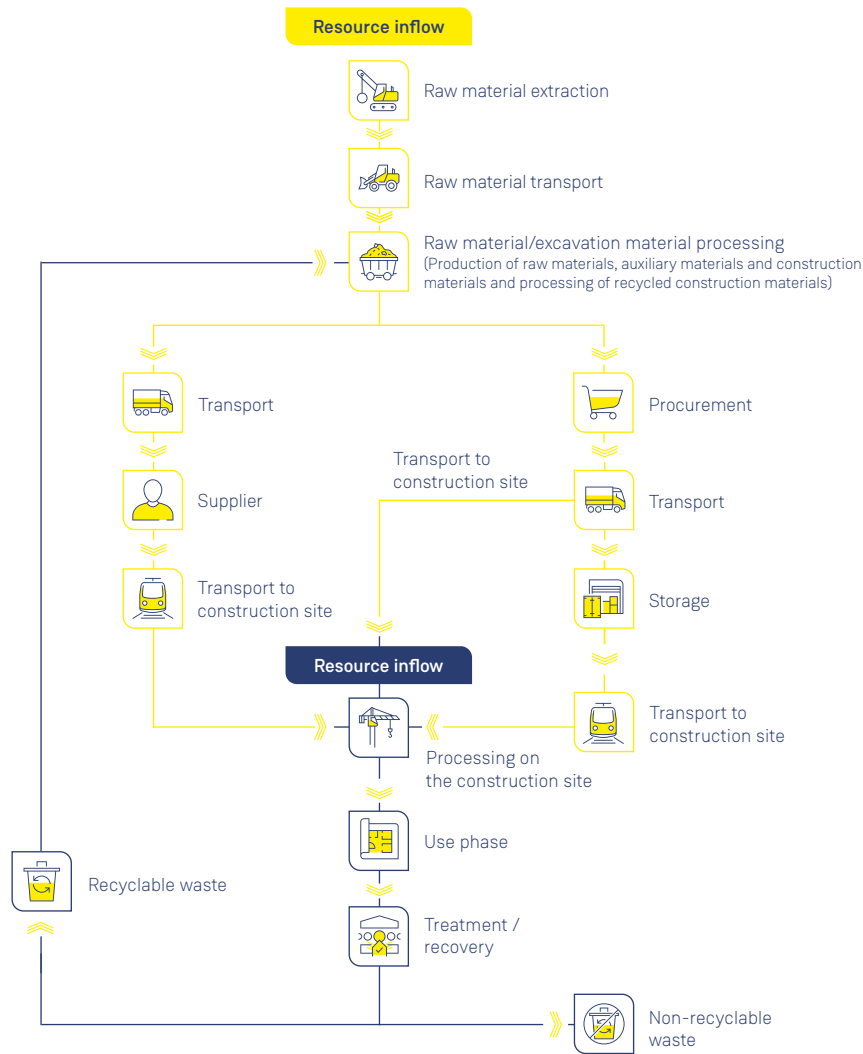 Resource inflow
Raw material extraction
Raw material transport
Raw material/excavation material processing
(Production of raw materials, auxiliary materials and construction
materials and processing of recycled construction materials)
Transport
Procurement
Transport to
construction site
Supplier
Transport
Transport to
construction site
Storage
Resource inflow
Transport to
construction site
Processing on
the construction site
Use phase
Recyclable waste
Treatment /
recovery
Non-recyclable
waste